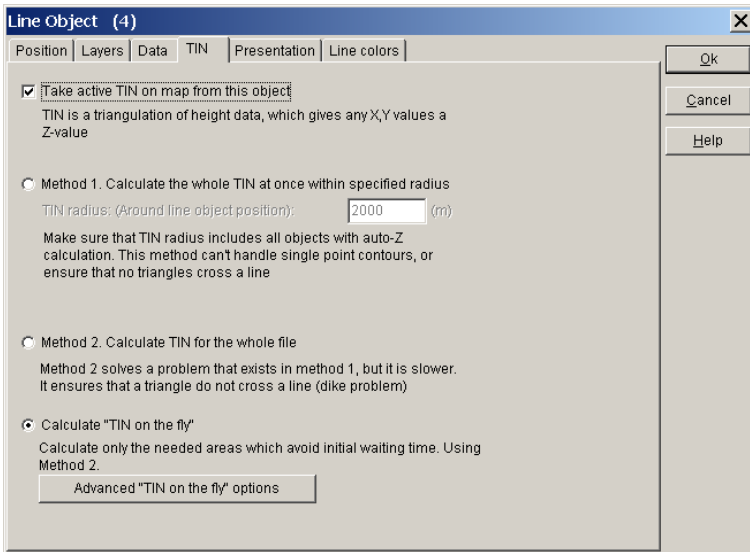 Line Object (4)
Position Layers Data TIN Presentation Line colors
Ok
Cancel
Help
Take active TIN on map from this object
TIN is a triangulation of height data, which gives any X,Y values a
Z-value
Method 1. Calculate the whole TIN at once within specified radius
TIN radius: (Around line object position): 2000 (m)
Make sure that TIN radius includes all objects with auto-Z
calculation. This method can't handle single point contours, or
ensure that no triangles cross a line
Method 2. Calculate TIN for the whole file
Method 2 solves a problem that exists in method 1, but it is slower.
It ensures that a triangle do not cross a line (dike problem)
Calculate "TIN on the fly"
Calculate only the needed areas which avoid initial waiting time. Using
Method 2.
Advanced "TIN on the fly" options